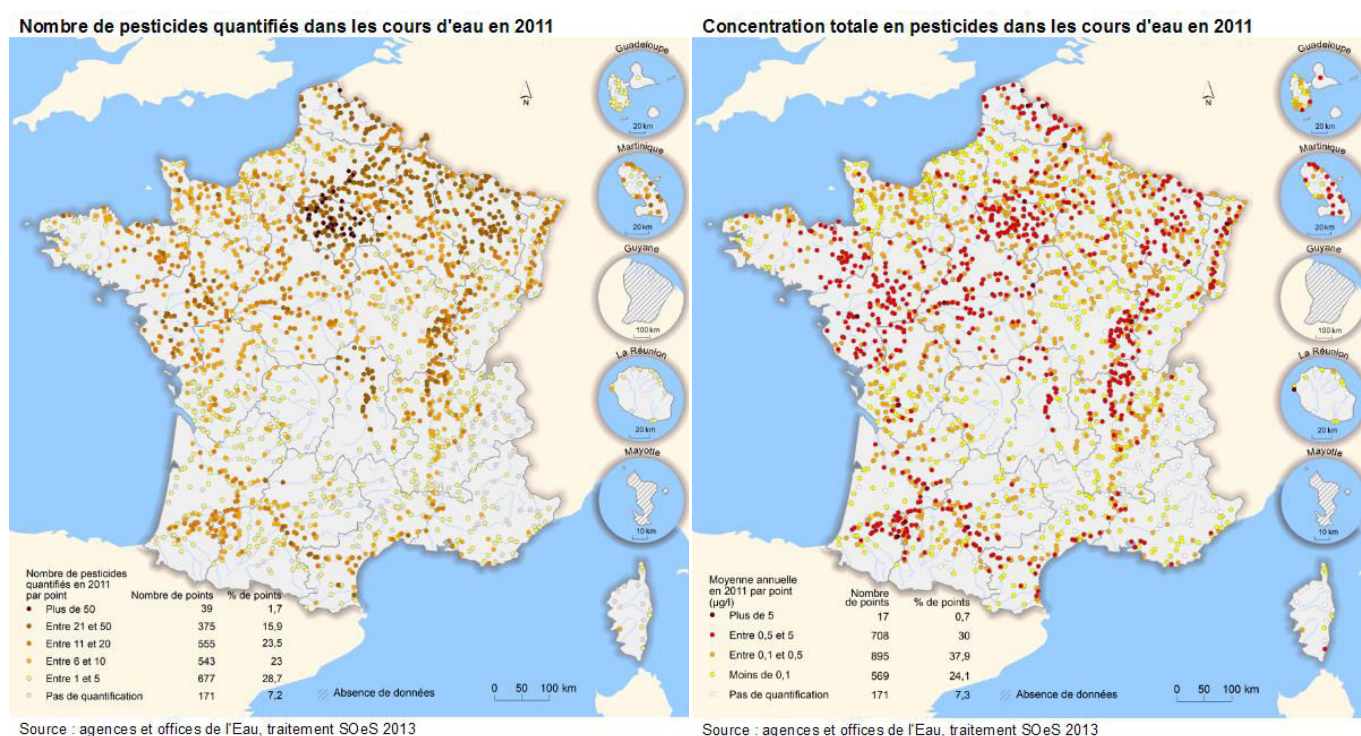 Nombre de pesticides quantifiés dans les cours d'eau en 2011
Guadeloupe
N
20 km
Martinique
20 km
Guyane
100 km
La Réunion
20 km
Mayotte
10 km
Nombre de pesticides
quantifiés en 2011
par point Nombre de points % de points
Plus de 50 39 1,7
Entre 21 et 50 375 15,9
Entre 11 et 20 555 23,5
Entre 6 et 10 543 23
Entre 1 et 5 677 28,7
Pas de quantification 171 7,2 Absence de données
0 50 100 km
Source : agences et offices de l'Eau, traitement SOeS 2013
Concentration totale en pesticides dans les cours d'eau en 2011
Guadeloupe
N
20 km
Martinique
20 km
Guyane
100 km
La Réunion
20 km
Mayotte
10 km
Moyenne annuelle
en 2011 par point
(µg/l) Nombre de points % de points
Plus de 5 17 0,7
Entre 0,5 et 5 708 30
Entre 0,1 et 0,5 895 37,9
Moins de 0,1 569 24,1
Pas de quantification 171 7,3 Absence de données
0 50 100 km
Source : agences et offices de l'Eau, traitement SOeS 2013